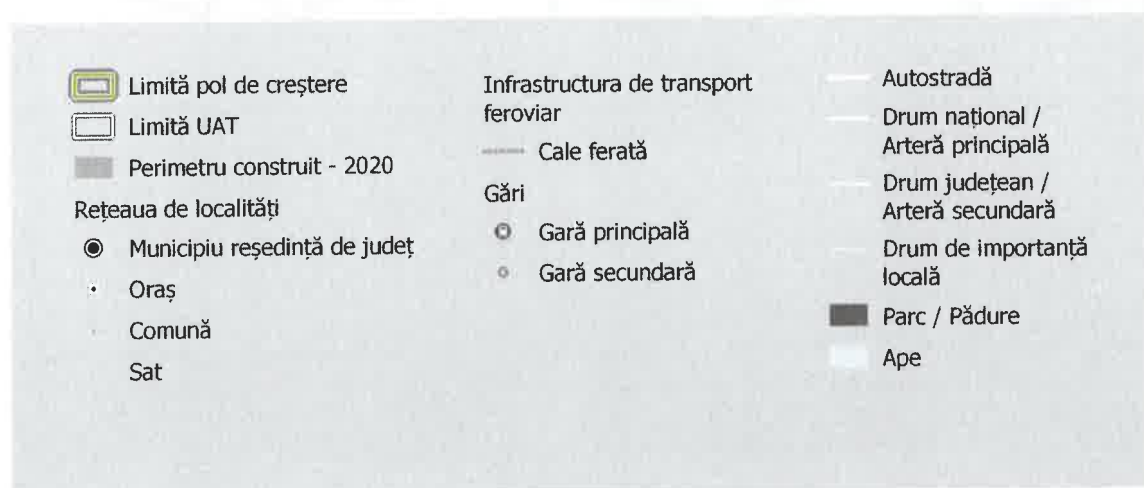 Limită pol de creștere
Limită UAT
Perimetru construit - 2020
Rețeaua de localități
Municipiu reședință de județ
Oraș
Comună
Sat
Infrastructura de transport
feroviar
Cale ferată
Gări
Gară principală
Gară secundară
Autostradă
Drum național /
Arteră principală
Drum județean /
Arteră secundară
Drum de importanță
locală
Parc / Pădure
Ape